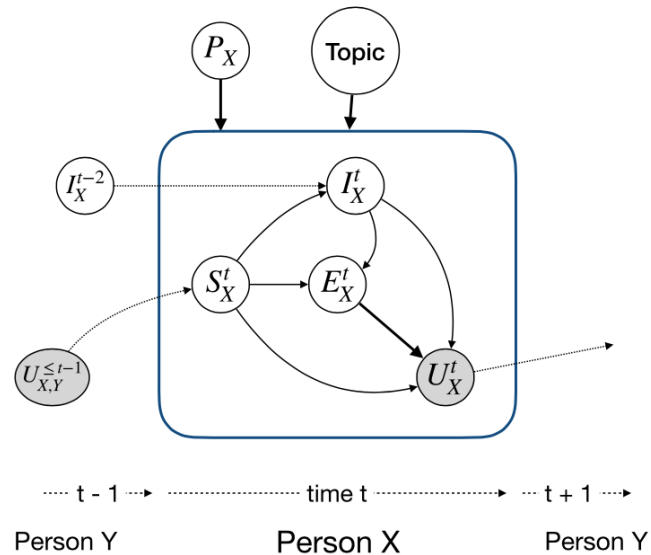 P_X
Topic
I_X^{t-2}
I_X^t
S_X^t
E_X^t
U_{X,Y}^{≤t-1}
U_X^t
t - 1
time t
t + 1
Person Y
Person X
Person Y